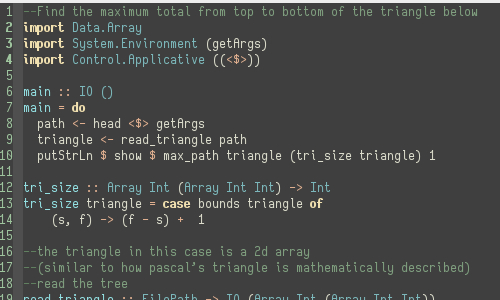 1 --Find the maximum total from top to bottom of the triangle below
2 import Data.Array
3 import System.Environment (getArgs)
4 import Control.Applicative ((<$>))
5
6 main :: IO ()
7 main = do
8   path <- head <$> getArgs
9   triangle <- read_triangle path
10   putStrLn $ show $ max_path triangle (tri_size triangle) 1
11
12 tri_size :: Array Int (Array Int Int) -> Int
13 tri_size triangle = case bounds triangle of
14     (s, f) -> (f - s) +  1
15
16 --the triangle in this case is a 2d array
17 --(similar to how pascal's triangle is mathematically described)
18 --read the tree
19 read_triangle :: FilePath -> IO (Array Int (Array Int Int))